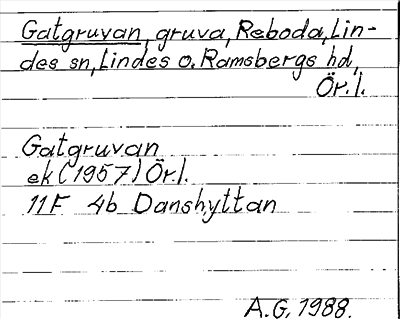 Gatgruvan, gruva, Reboda, Lin-
des sn, Lindes o. Ramsbergs hd,
Ör.l.
Gatgruvan
ek (1957) Ör.l.
11F 4b Danshyttan
A.G. 1988.